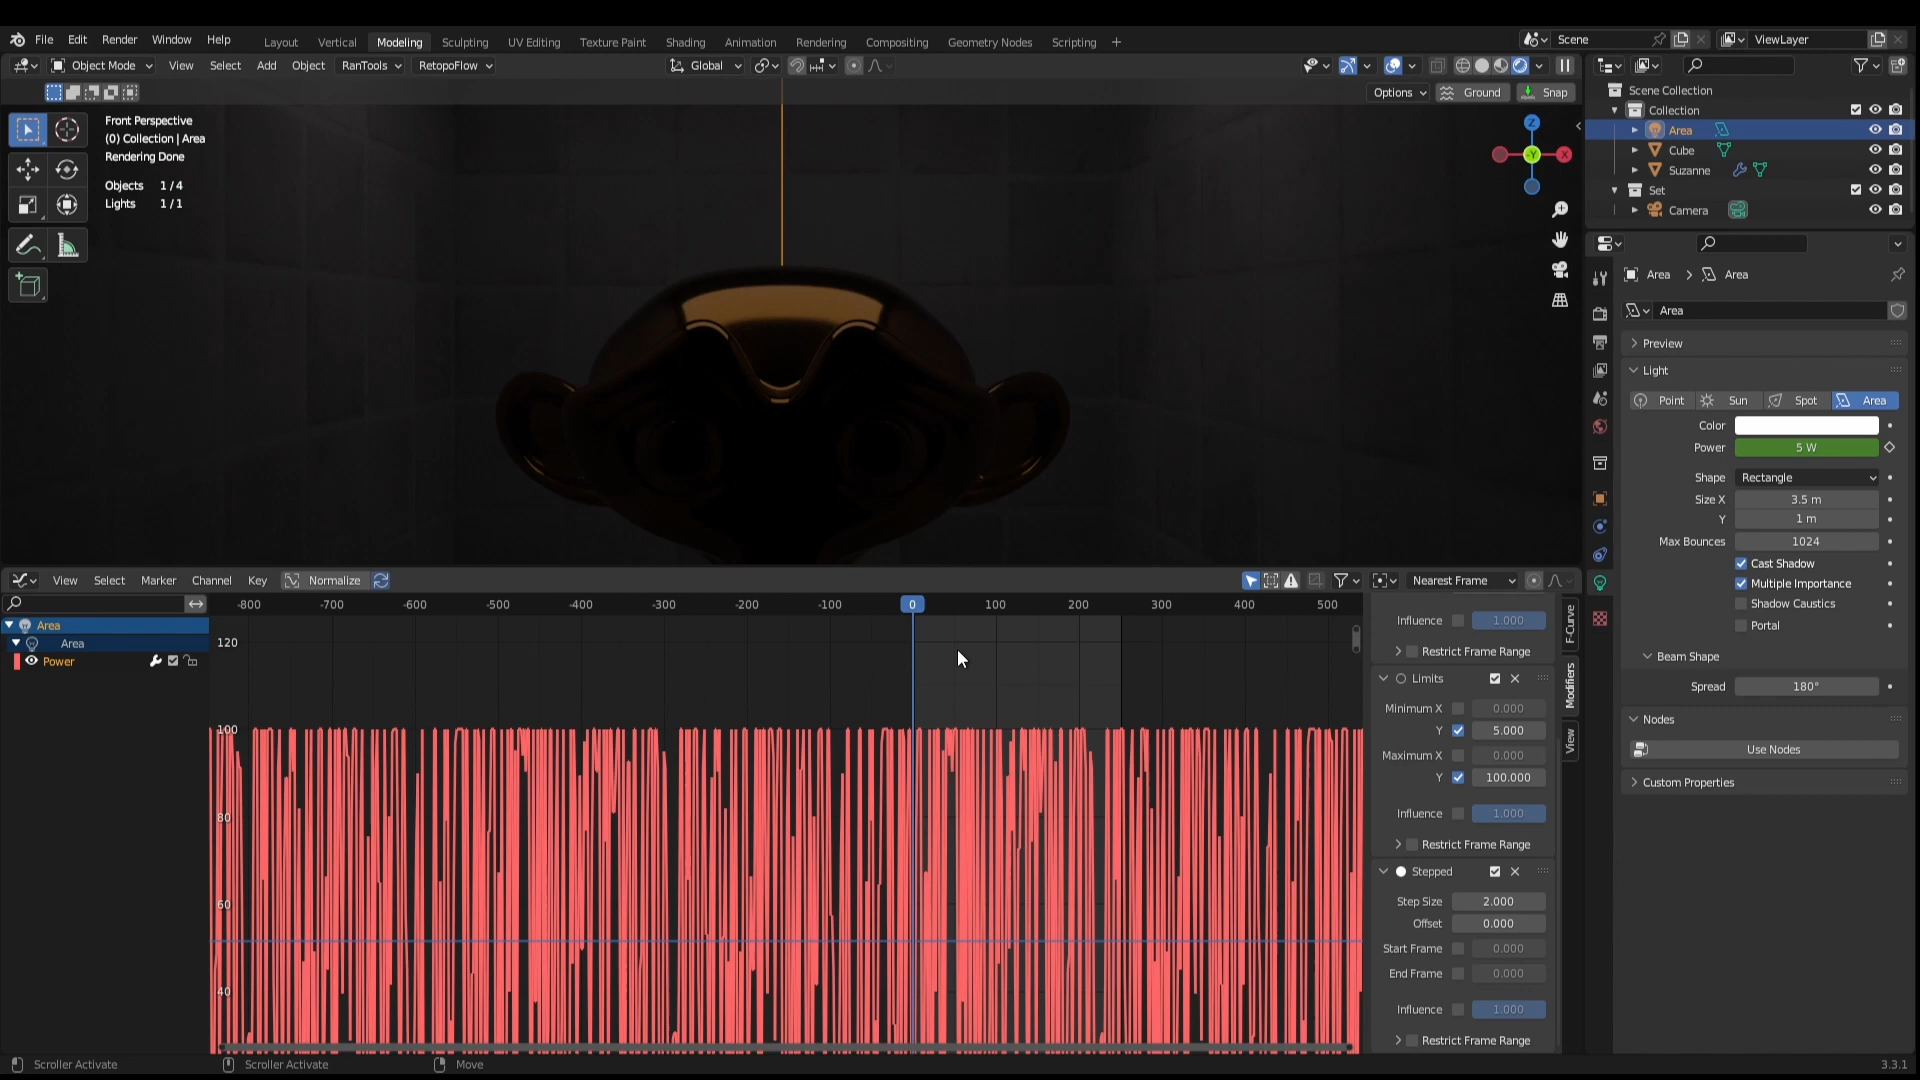 File Edit Render Window Help Layout Vertical Modeling Sculpting UV Editing Texture Paint Shading Animation Rendering Compositing Geometry Nodes Scripting + Scene ViewLayer
Object Mode View Select Add Object RanTools RetopoFlow Global
Options Ground Snap
Scene Collection
Collection
Area
Cube
Suzanne
Set
Camera
Front Perspective
(0) Collection | Area
Rendering Done
Objects 1 / 4
Lights 1 / 1
Z
-Y
X
Area > Area
Area
Preview
Light
Point Sun Spot Area
Color
Power 5 W
Shape Rectangle
Size X 3.5 m
Y 1 m
Max Bounces 1024
Cast Shadow
Multiple Importance
Shadow Caustics
Portal
Beam Shape
Spread 180°
Nodes
Use Nodes
Custom Properties
View Select Marker Channel Key Normalize Nearest Frame
-800 -700 -600 -500 -400 -300 -200 -100 0 100 200 300 400 500
Area
Area
Power
120
100
80
60
40
Influence 1.000
Restrict Frame Range
Limits
Minimum X 0.000
Y 5.000
Maximum X 0.000
Y 100.000
Influence 1.000
Restrict Frame Range
Stepped
Step Size 2.000
Offset 0.000
Start Frame 0.000
End Frame 0.000
Influence 1.000
Restrict Frame Range
F-Curve
Modifiers
View
Scroller Activate Scroller Activate Move 3.3.1